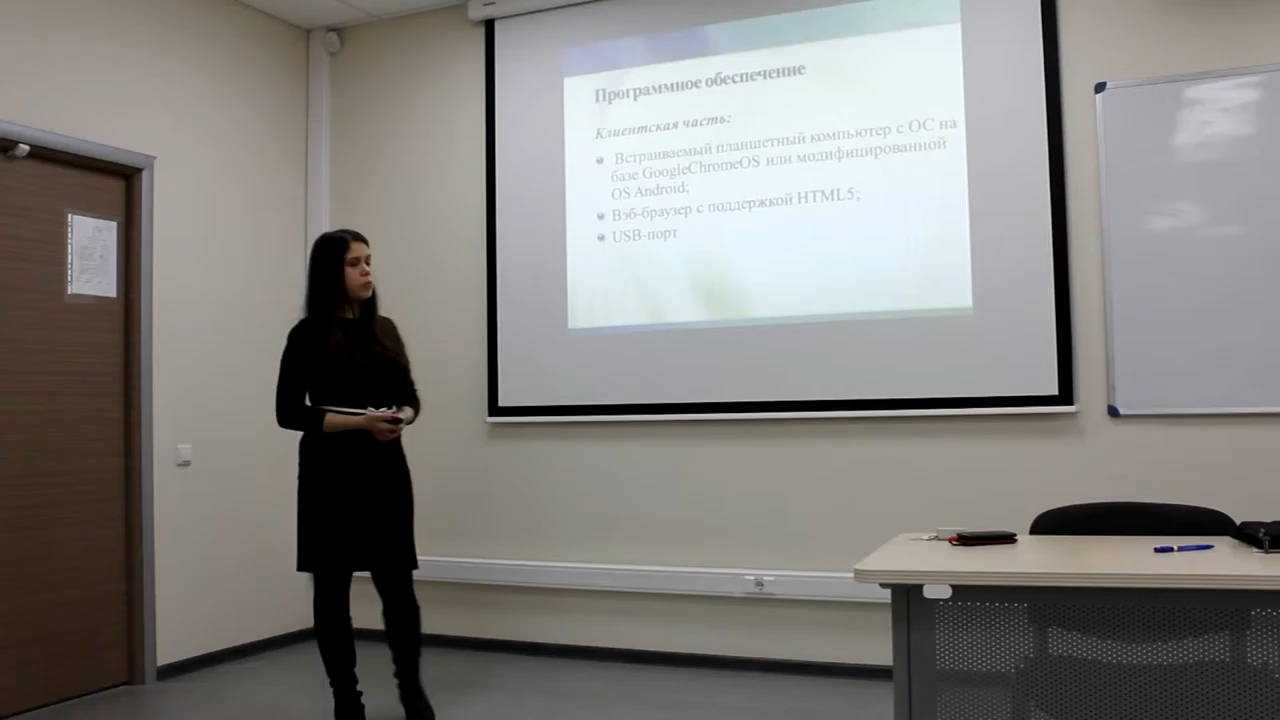 Программное обеспечение
Клиентская часть:
Встраиваемый планшетный компьютер с ОС на
базе GoogleChromeOS или модифицированной
OS Android;
Вэб-браузер с поддержкой HTML5;
USB-порт